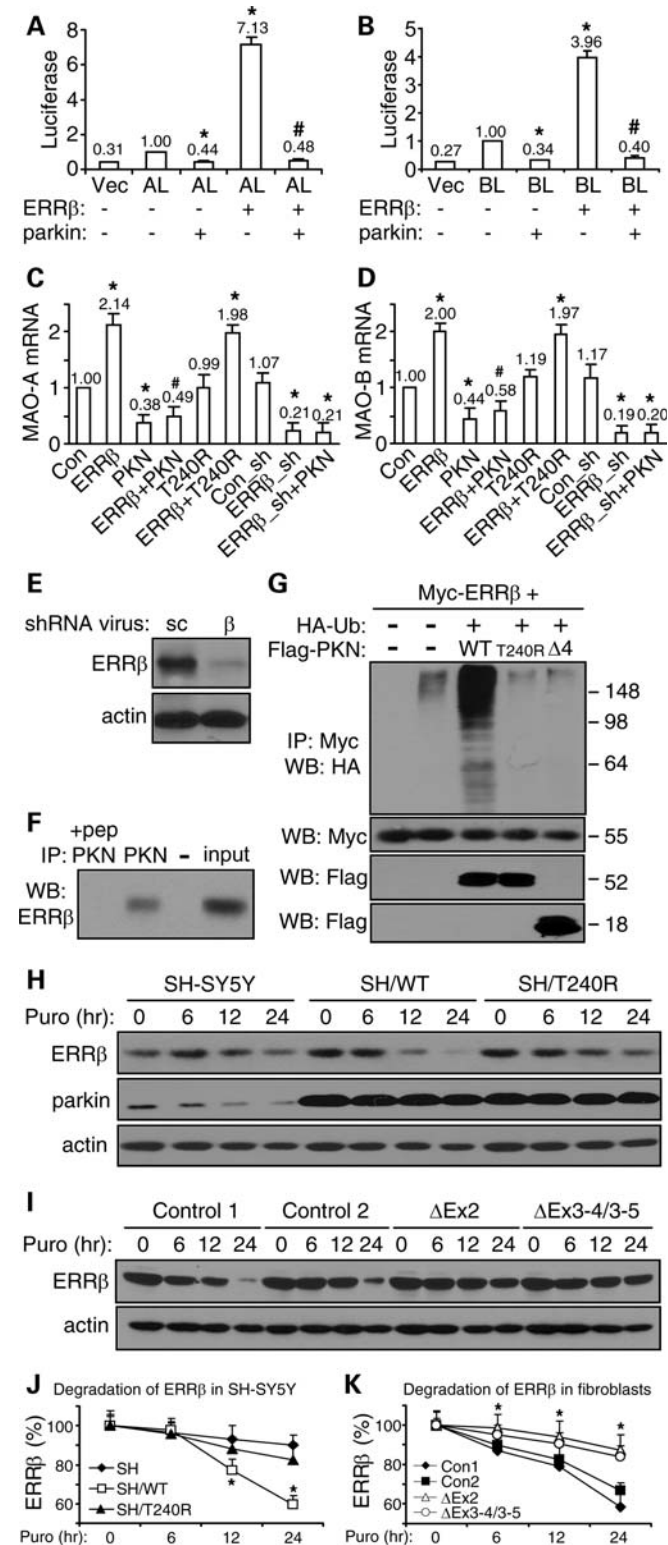 A
Luciferase
8
6
4
2
0
0.31
1.00
*
0.44
*
7.13
#
0.48
Vec AL AL AL AL
ERRβ: - - - + +
parkin: - - + - +
B
Luciferase
5
4
3
2
1
0
0.27
1.00
*
0.34
*
3.96
#
0.40
Vec BL BL BL BL
ERRβ: - - - + +
parkin: - - + - +
C
MAO-A mRNA
2
1
0
1.00
*
2.14
*
0.38
#
0.49
0.99
*
1.98
1.07
*
0.21
*
0.21
Con
ERRβ
PKN
ERRβ+PKN
T240R
ERRβ+T240R
Con_sh
ERRβ_sh
ERRβ_sh+PKN
D
MAO-B mRNA
2
1
0
1.00
*
2.00
*
0.44
#
0.58
1.19
*
1.97
1.17
*
0.19
*
0.20
Con
ERRβ
PKN
ERRβ+PKN
T240R
ERRβ+T240R
Con_sh
ERRβ_sh
ERRβ_sh+PKN
E
shRNA virus: sc β
ERRβ
actin
F
+pep
IP: PKN PKN - input
WB:
ERRβ
G
Myc-ERRβ +
HA-Ub: - - + + +
Flag-PKN: - - WT T240R Δ4
IP: Myc
WB: HA
- 148
- 98
- 64
WB: Myc - 55
WB: Flag - 52
WB: Flag - 18
H
SH-SY5Y SH/WT SH/T240R
Puro (hr): 0 6 12 24 0 6 12 24 0 6 12 24
ERRβ
parkin
actin
I
Control 1 Control 2 ΔEx2 ΔEx3-4/3-5
Puro (hr): 0 6 12 24 0 6 12 24 0 6 12 24 0 6 12 24
ERRβ
actin
J Degradation of ERRβ in SH-SY5Y
ERRβ (%)
100
80
60
SH
SH/WT
SH/T240R
*
*
Puro (hr): 0 6 12 24
K Degradation of ERRβ in fibroblasts
ERRβ (%)
100
80
60
* * *
Con1
Con2
ΔEx2
ΔEx3-4/3-5
Puro (hr): 0 6 12 24